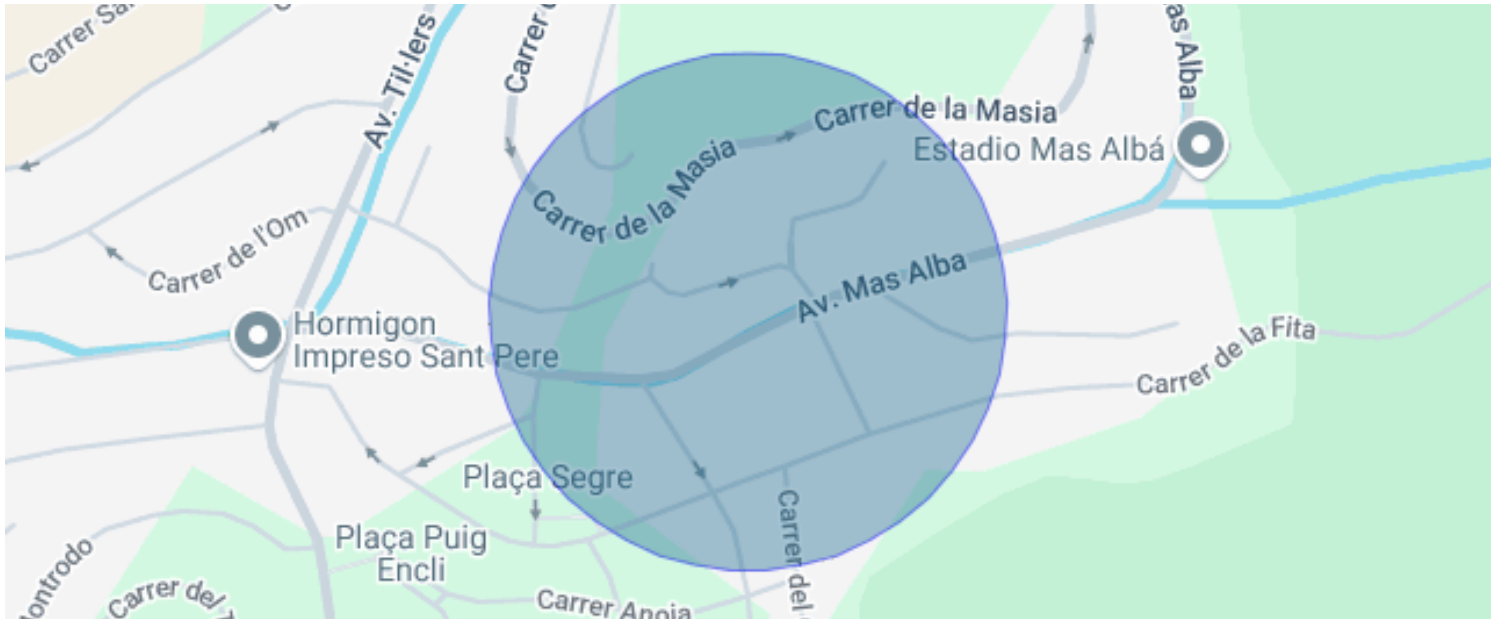 Carrer
Av. Til·lers
Carrer
Mas Alba
Carrer de la Masia
Estadio Mas Albá
Carrer de la Masia
Carrer de l'Om
Av. Mas Alba
Hormigon
Impreso Sant Pere
Carrer de la Fita
Plaça Segre
Plaça Puig
Encli
Carrer del
Carrer del
Carrer Anoia